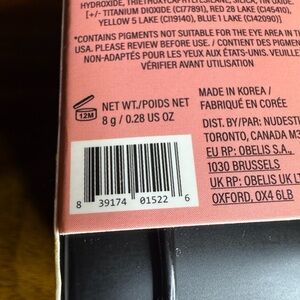 HYDROXIDE, TRIETHOXYCAPRYLYLSILANE, SILICA, TIN OXIDE.
[+/- TITANIUM DIOXIDE (CI77891), RED 28 LAKE (CI45410),
YELLOW 5 LAKE (CI19140), BLUE 1 LAKE (CI42090)]
*CONTAINS PIGMENTS NOT SUITABLE FOR THE EYE AREA IN THE
USA. PLEASE REVIEW BEFORE USE. / CONTIENT DES PIGMENTS
NON-ADAPTÉS POUR LES YEUX AUX ÉTATS-UNIS. VEUILLEZ
VÉRIFIER AVANT UTILISATION
12M
NET WT./POIDS NET
8 g / 0.28 US OZ
MADE IN KOREA /
FABRIQUÉ EN CORÉE
DIST. BY/PAR: NUDESTI
TORONTO, CANADA M3
EU RP: OBELIS S.A.,
1030 BRUSSELS
UK RP: OBELIS UK LT
OXFORD, OX4 6LB
8 39174 01522 6